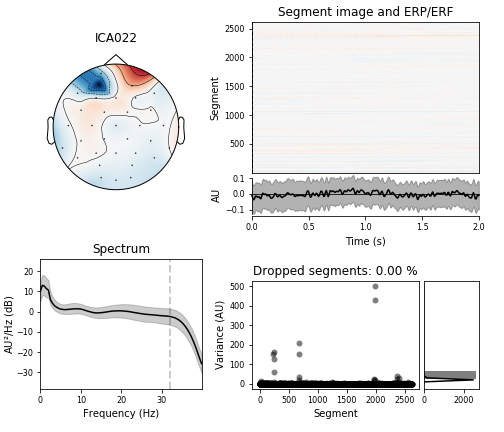 ICA022
Segment image and ERP/ERF
Segment
2500
2000
1500
1000
500
AU
0.1
0.0
−0.1
0.0 0.5 1.0 1.5 2.0
Time (s)
Spectrum
AU²/Hz (dB)
20
10
0
−10
−20
−30
0 10 20 30
Frequency (Hz)
Dropped segments: 0.00 %
Variance (AU)
500
400
300
200
100
0
0 500 1000 1500 2000 2500
Segment
0 2000